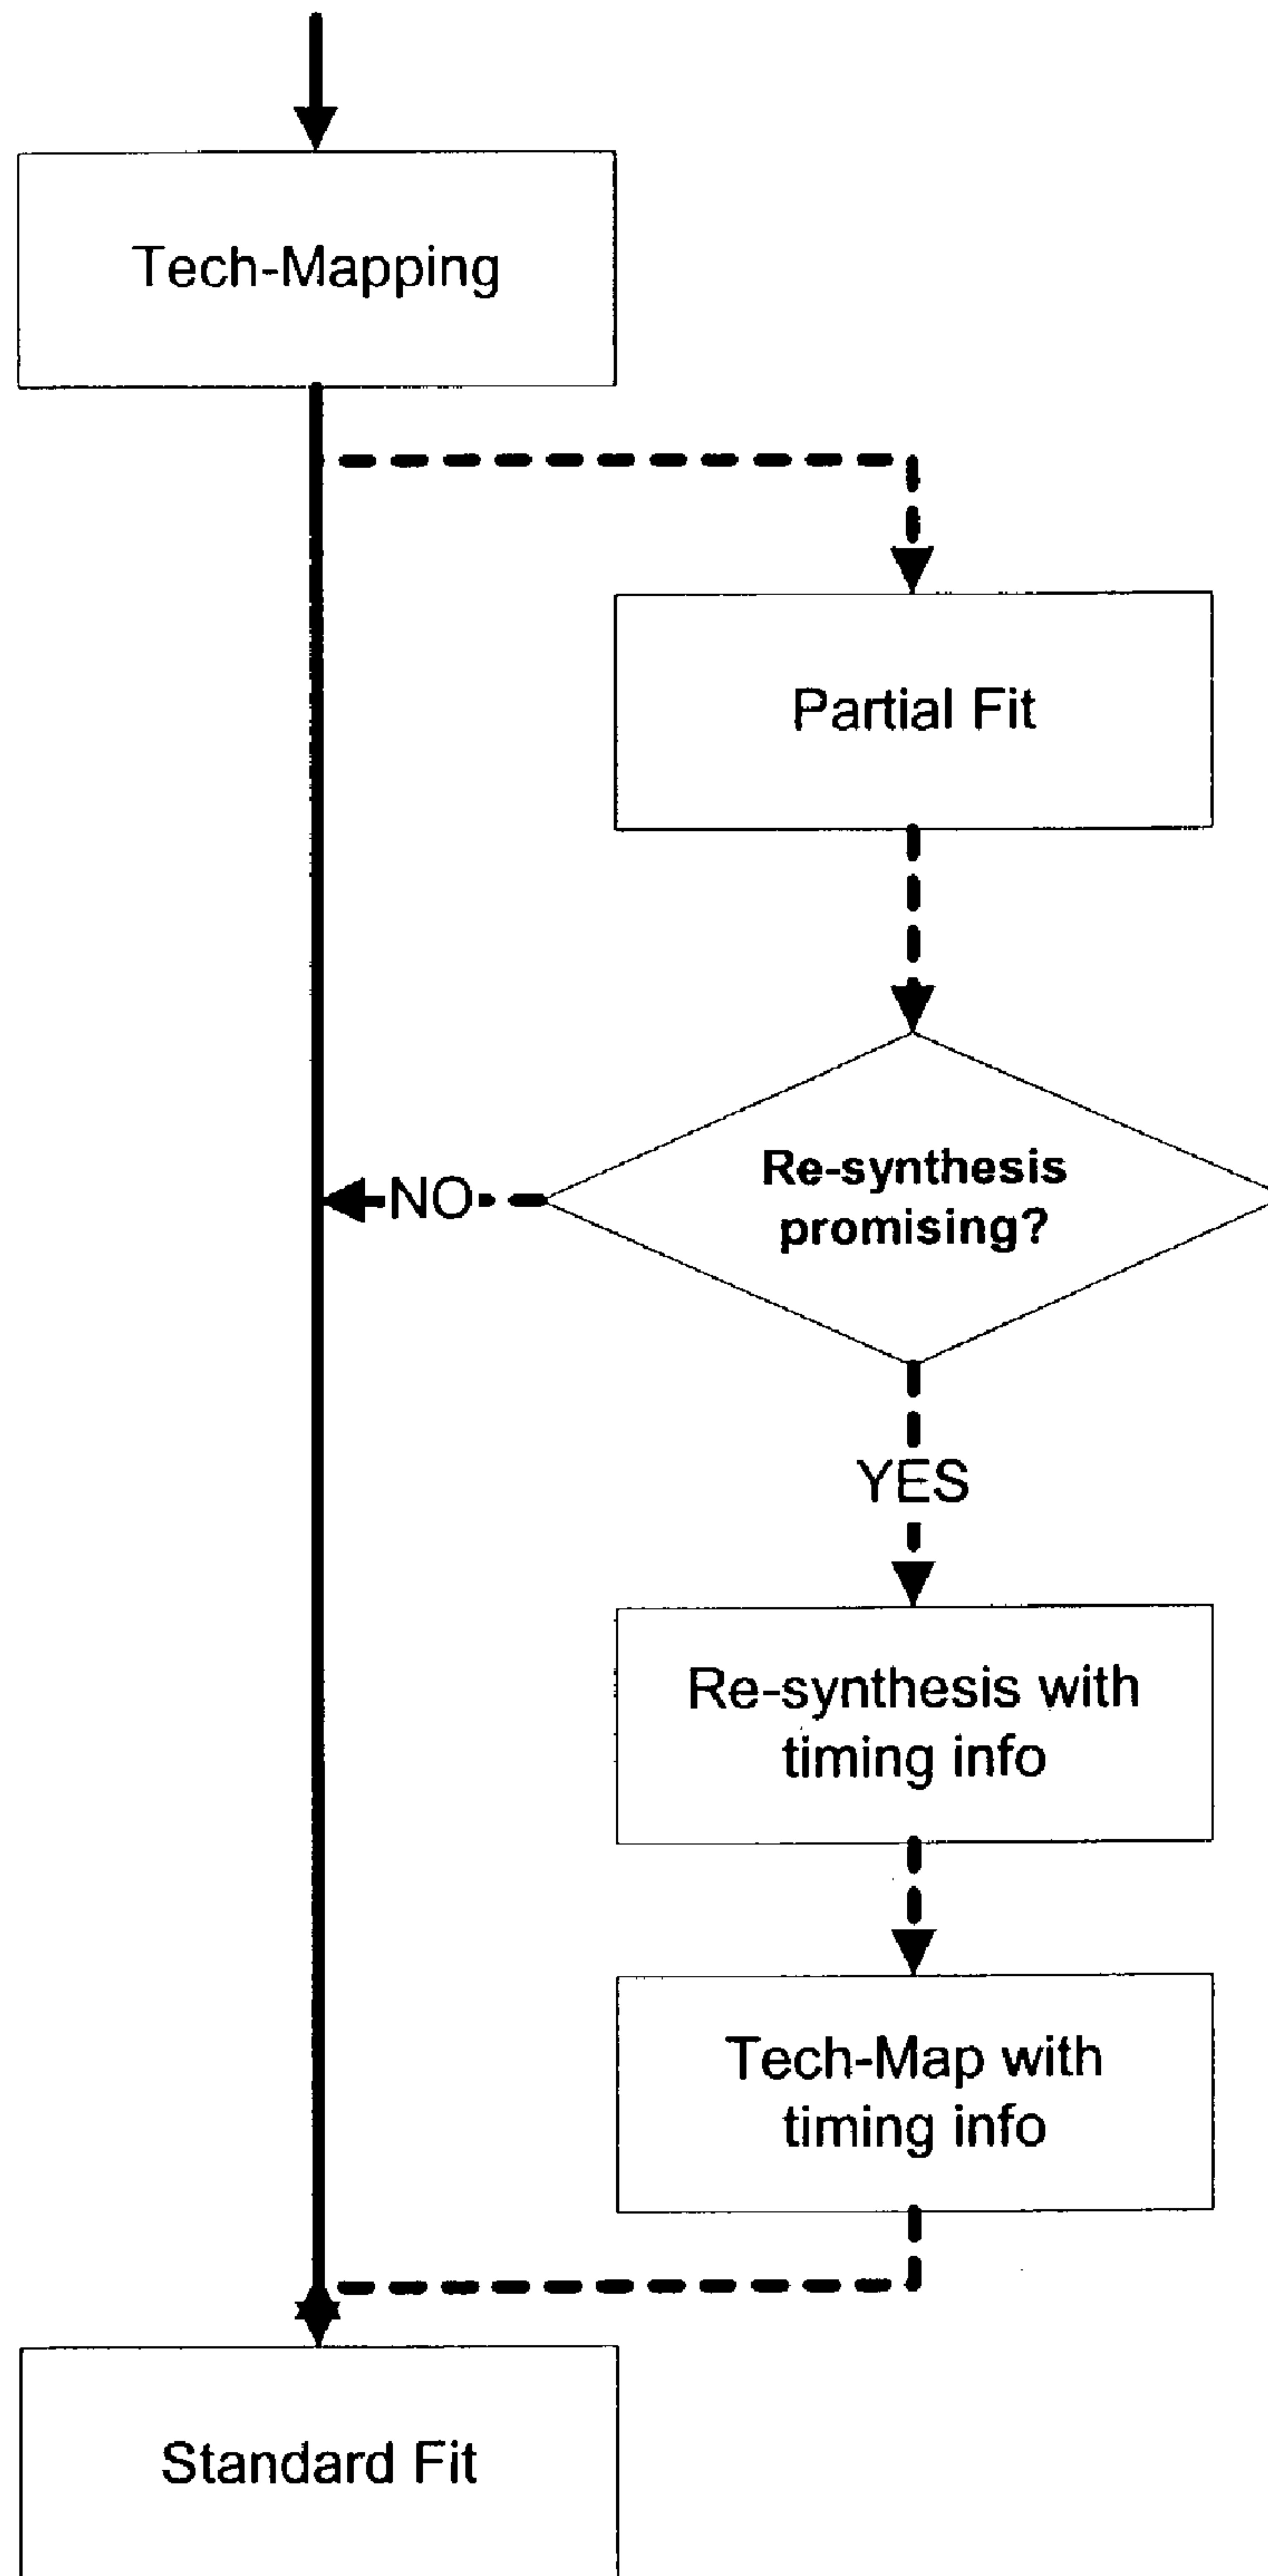 Tech-Mapping
Partial Fit
Re-synthesis
promising?
NO
YES
Re-synthesis with
timing info
Tech-Map with
timing info
Standard Fit